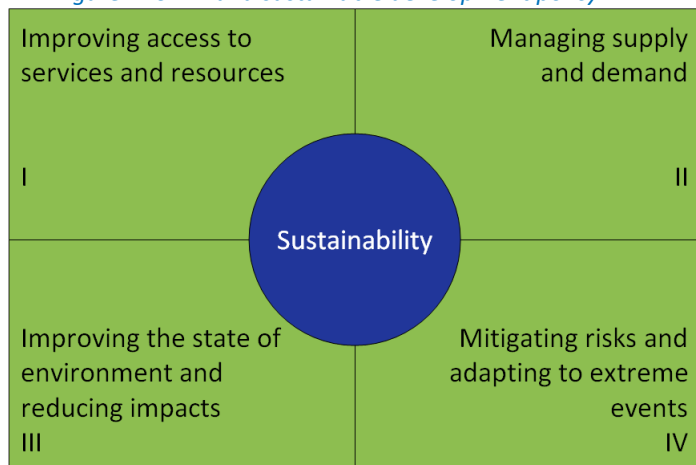 Improving access to
services and resources
I
Managing supply
and demand
II
Sustainability
Improving the state of
environment and
reducing impacts
III
Mitigating risks and
adapting to extreme
events
IV